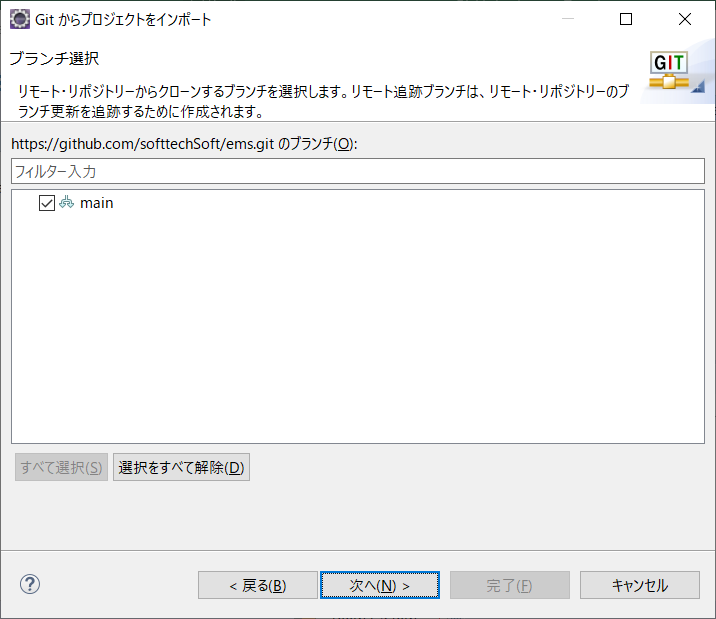 Git からプロジェクトをインポート
ブランチ選択
リモート・リポジトリーからクローンするブランチを選択します。リモート追跡ブランチは、リモート・リポジトリーのブ
ランチ更新を追跡するために作成されます。
GIT
https://github.com/softtechSoft/ems.git のブランチ(O):
フィルター入力
main
すべて選択(S) 選択をすべて解除(D)
? < 戻る(B) 次へ(N) > 完了(F) キャンセル